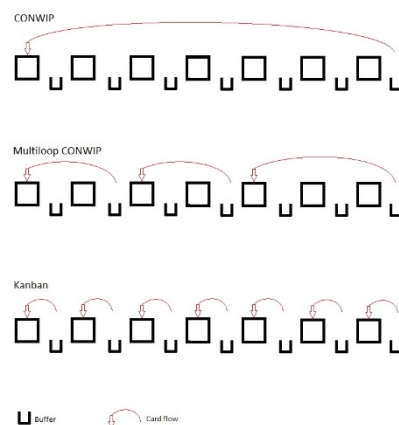 CONWIP
Multiloop CONWIP
Kanban
Buffer
Card flow